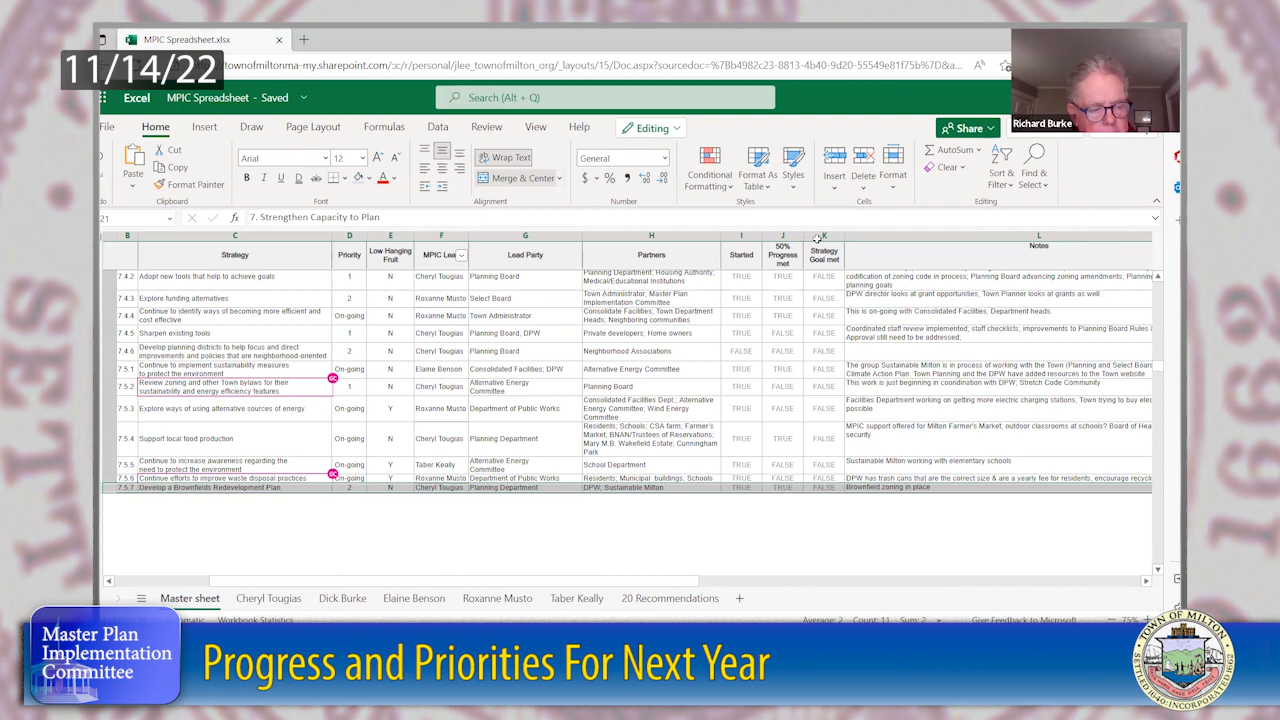 MPIC Spreadsheet.xlsx
11/14/22
townofmiltonma-my.sharepoint.com/:x:/r/personal/jlee_townofmilton_org/_layouts/15/Doc.aspx?sourcedoc=%7Bb4982c23-8813-4b40-9d20-55549e81f75b%7D&a...
Excel MPIC Spreadsheet - Saved
Search (Alt + Q)
Richard Burke
File Home Insert Draw Page Layout Formulas Data Review View Help Editing Share
Paste Cut Copy Format Painter
Arial 12
Wrap Text
Merge & Center
General
Conditional Formatting Format As Table Styles
Insert Delete Format
AutoSum Clear
Sort & Filter Find & Select
Clipboard Font Alignment Number Styles Cells Editing
21 fx 7. Strengthen Capacity to Plan
B C D E F G H I J K L
Strategy Priority Low Hanging Fruit MPIC Lea Lead Party Partners Started 50% Progress met Strategy Goal met Notes
7.4.2 Adopt new tools that help to achieve goals 1 N Cheryl Tougias Planning Board Planning Department; Housing Authority; Medical/Educational Institutions TRUE TRUE FALSE codification of zoning code in process; Planning Board advancing zoning amendments; Planning planning goals
7.4.3 Explore funding alternatives 2 N Roxanne Musto Select Board Town Administrator; Master Plan Implementation Committee TRUE TRUE FALSE DPW director looks at grant opportunities, Town Planner looks at grants as well.
7.4.4 Continue to identify ways of becoming more efficient and cost effective On-going N Roxanne Musto Town Administrator Consolidate Facilities; Town Department Heads; Neighboring communities TRUE TRUE FALSE This is on-going with Consolidated Facilities, Department heads.
7.4.5 Sharpen existing tools 1 N Cheryl Tougias Planning Board; DPW Private developers; Home owners TRUE FALSE FALSE Coordinated staff review implemented; staff checklists; improvements to Planning Board Rules Approval still need to be addressed;
7.4.6 Develop planning districts to help focus and direct improvements and policies that are neighborhood-oriented 2 N Cheryl Tougias Planning Board Neighborhood Associations FALSE FALSE FALSE
7.5.1 Continue to implement sustainability measures to protect the environment On-going N Elaine Benson Consolidated Facilities; DPW Alternative Energy Committee TRUE FALSE FALSE The group Sustainable Milton is in process of working with the Town (Planning and Select Board Climate Action Plan. Town Planning and the DPW have added resources to the Town website
7.5.2 Review zoning and other Town bylaws for their sustainability and energy efficiency features 1 N Cheryl Tougias Alternative Energy Committee Planning Board TRUE FALSE FALSE This work is just beginning in coordination with DPW; Stretch Code Community
7.5.3 Explore ways of using alternative sources of energy On-going Y Roxanne Musto Department of Public Works Consolidated Facilities Dept., Alternative Energy Committee; Wind Energy Committee TRUE FALSE FALSE Facilities Department working on getting more electric charging stations, Town trying to buy possible
7.5.4 Support local food production On-going N Cheryl Tougias Planning Department Residents; Schools; CSA farm; Farmer's Market; BNAN/Trustees of Reservations; Mary M.B. Wakefield Estate; Cunningham Park TRUE TRUE FALSE MPIC support offered for Milton Farmer's Market; outdoor classrooms at schools? Board of security
7.5.5 Continue to increase awareness regarding the need to protect the environment On-going Y Taber Keally Alternative Energy Committee School Department TRUE FALSE FALSE Sustainable Milton working with elementary schools
7.5.6 Continue efforts to improve waste disposal practices On-going Y Roxanne Musto Department of Public Works Residents; Municipal buildings; Schools TRUE TRUE FALSE DPW has trash cans that are the correct size & are a yearly fee for residents, encourage
7.5.7 Develop a Brownfields Redevelopment Plan 2 N Cheryl Tougias Planning Department DPW; Sustainable Milton TRUE TRUE FALSE Brownfield zoning in place
Master sheet Cheryl Tougias Dick Burke Elaine Benson Roxanne Musto Taber Keally 20 Recommendations
Workbook Statistics Average: 2 Count: 11 Sum: 2 Give Feedback to Microsoft 75%
Master Plan
Implementation
Committee
Progress and Priorities For Next Year
TOWN OF MILTON
SETTLED 1640. INCORPORATED 1662